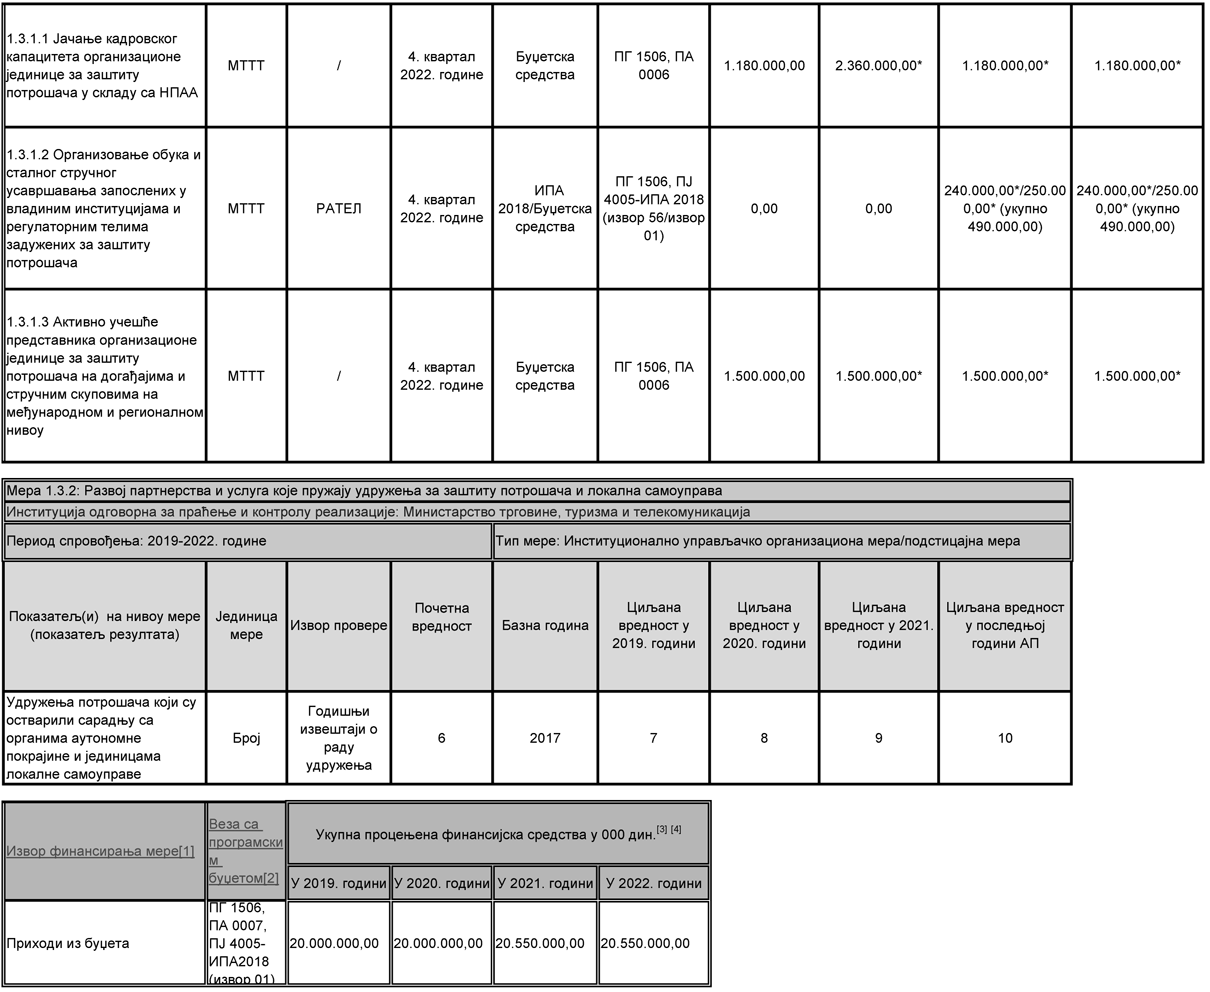 1.3.1.1 Јачање кадровског
капацитета организационе
јединице за заштиту
потрошача у складу са НПАА
МТТТ
/
4. квартал
2022. године
Буџетска
средства
ПГ 1506, ПА
0006
1.180.000,00
2.360.000,00*
1.180.000,00*
1.180.000,00*
1.3.1.2 Организовање обука и
сталног стручног
усавршавања запослених у
владиним институцијама и
регулаторним телима
задужених за заштиту
потрошача
МТТТ
РАТЕЛ
4. квартал
2022. године
ИПА
2018/Буџетска
средства
ПГ 1506, ПЈ
4005-ИПА 2018
(извор 56/извор
01)
0,00
0,00
240.000,00*/250.00
0,00* (укупно
490.000,00)
240.000,00*/250.00
0,00* (укупно
490.000,00)
1.3.1.3 Активно учешће
представника организационе
јединице за заштиту
потрошача на догађајима и
стручним скуповима на
међународном и регионалном
нивоу
МТТТ
/
4. квартал
2022. године
Буџетска
средства
ПГ 1506, ПА
0006
1.500.000,00
1.500.000,00*
1.500.000,00*
1.500.000,00*
Мера 1.3.2: Развој партнерства и услуга које пружају удружења за заштиту потрошача и локална самоуправа
Институција одговорна за праћење и контролу реализације: Министарство трговине, туризма и телекомуникација
Период спровођења: 2019-2022. године
Тип мере: Институционално управљачко организациона мера/подстицајна мера
Показатељ(и) на нивоу мере
(показатељ резултата)
Јединица
мере
Извор провере
Почетна
вредност
Базна година
Циљана
вредност у
2019. години
Циљана
вредност у
2020. години
Циљана
вредност у 2021.
години
Циљана вредност
у последњој
години АП
Удружења потрошача који су
остварили сарадњу са
органима аутономне
покрајине и јединицама
локалне самоуправе
Број
Годишњи
извештаји о
раду
удружења
6
2017
7
8
9
10
Извор финансирања мере[1]
Веза са
програмски
м
буџетом[2]
Укупна процењена финансијска средства у 000 дин.[3] [4]
У 2019. години
У 2020. години
У 2021. години
У 2022. години
Приходи из буџета
ПГ 1506,
ПА 0007,
ПЈ 4005-
ИПА2018
(извор 01)
20.000.000,00
20.000.000,00
20.550.000,00
20.550.000,00